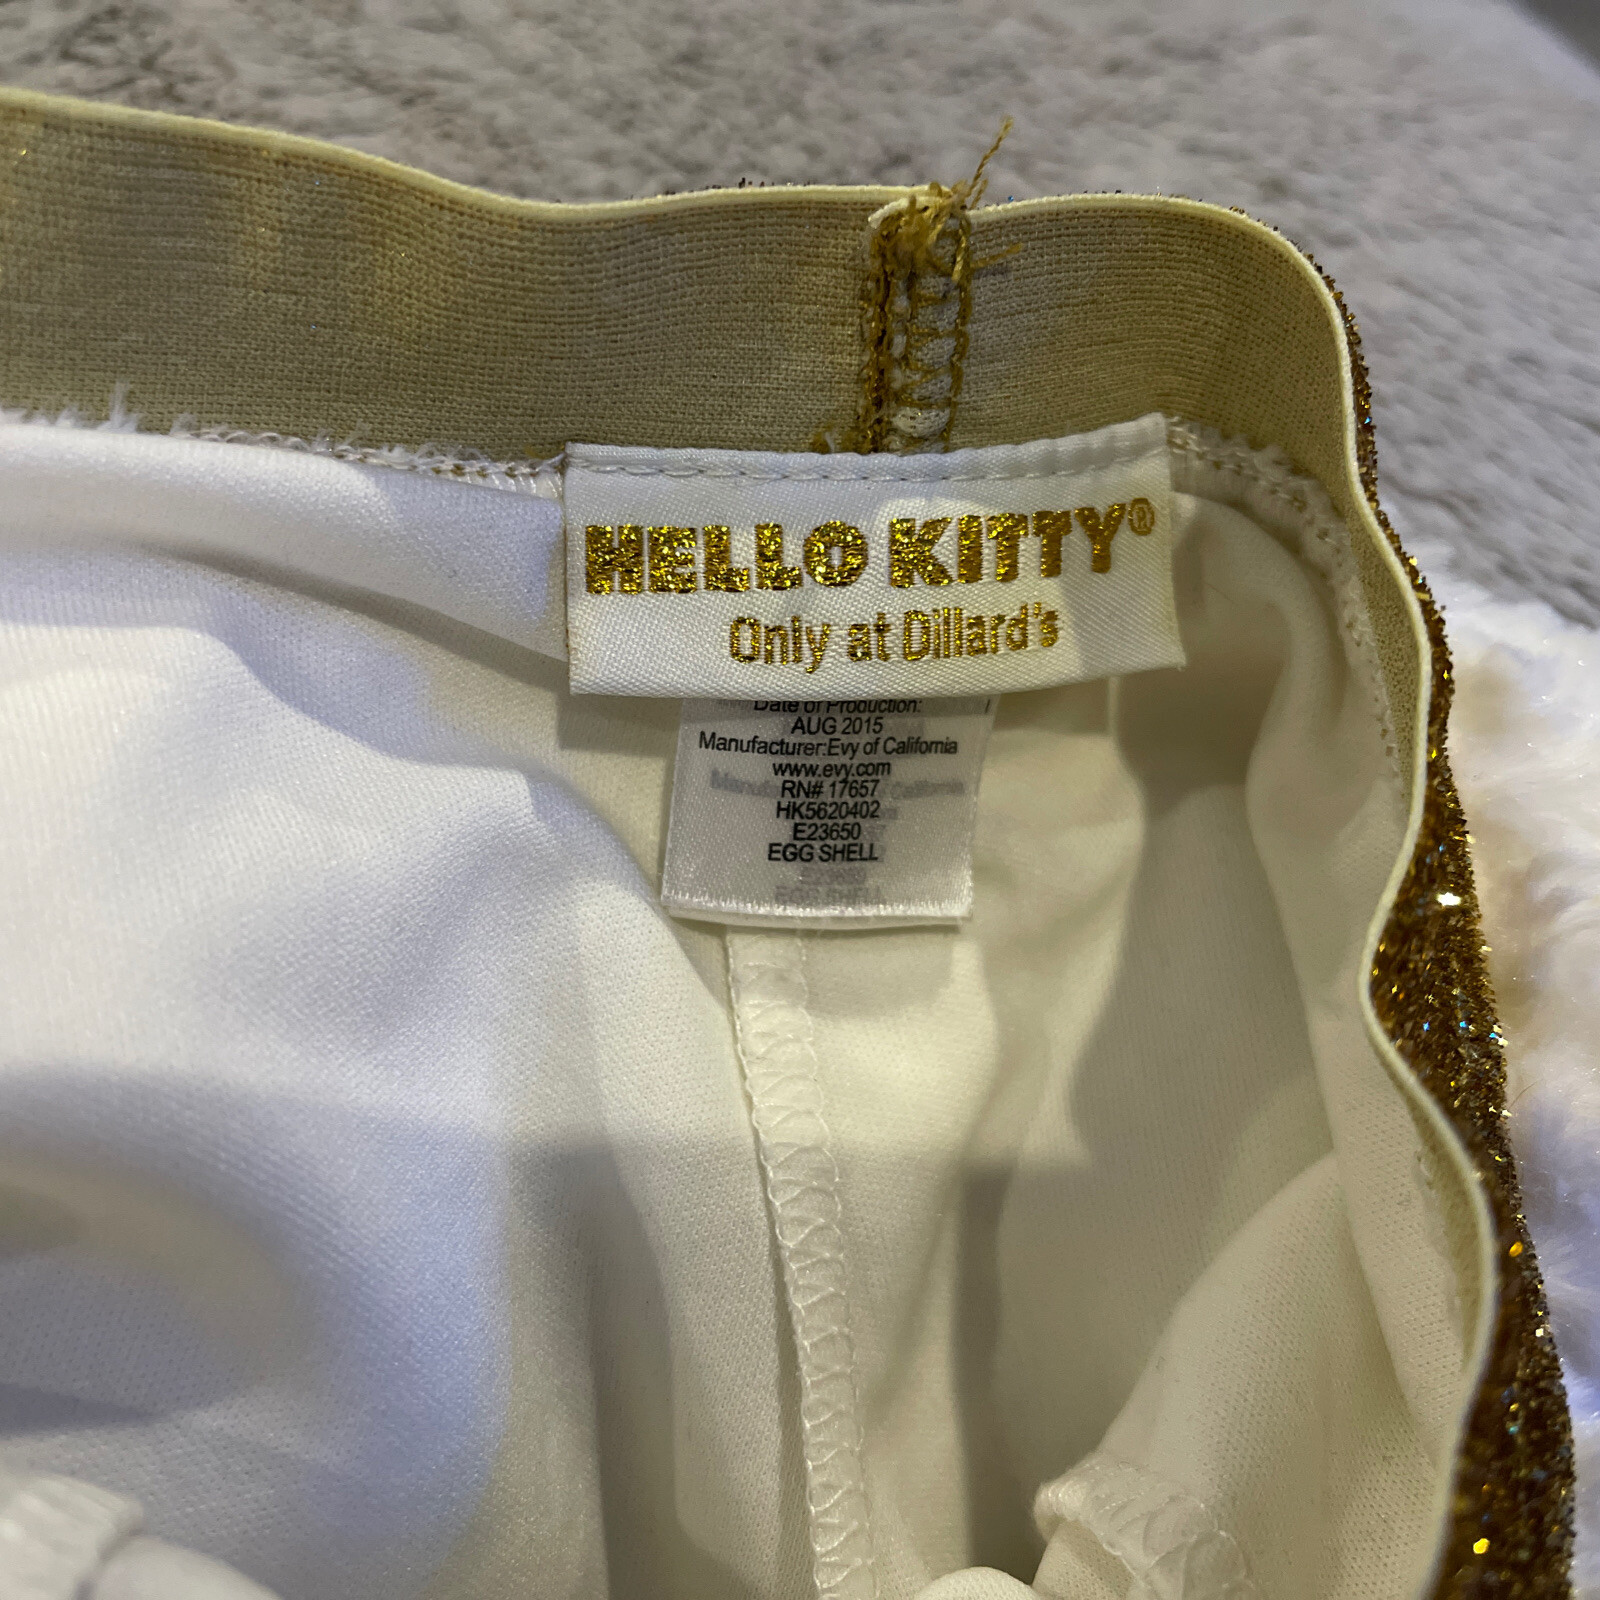 HELLO KITTY®
Only at Dillard's
Date of Production:
AUG 2015
Manufacturer:Evy of California
www.evy.com
RN# 17657
HK5620402
E23650
EGG SHELL